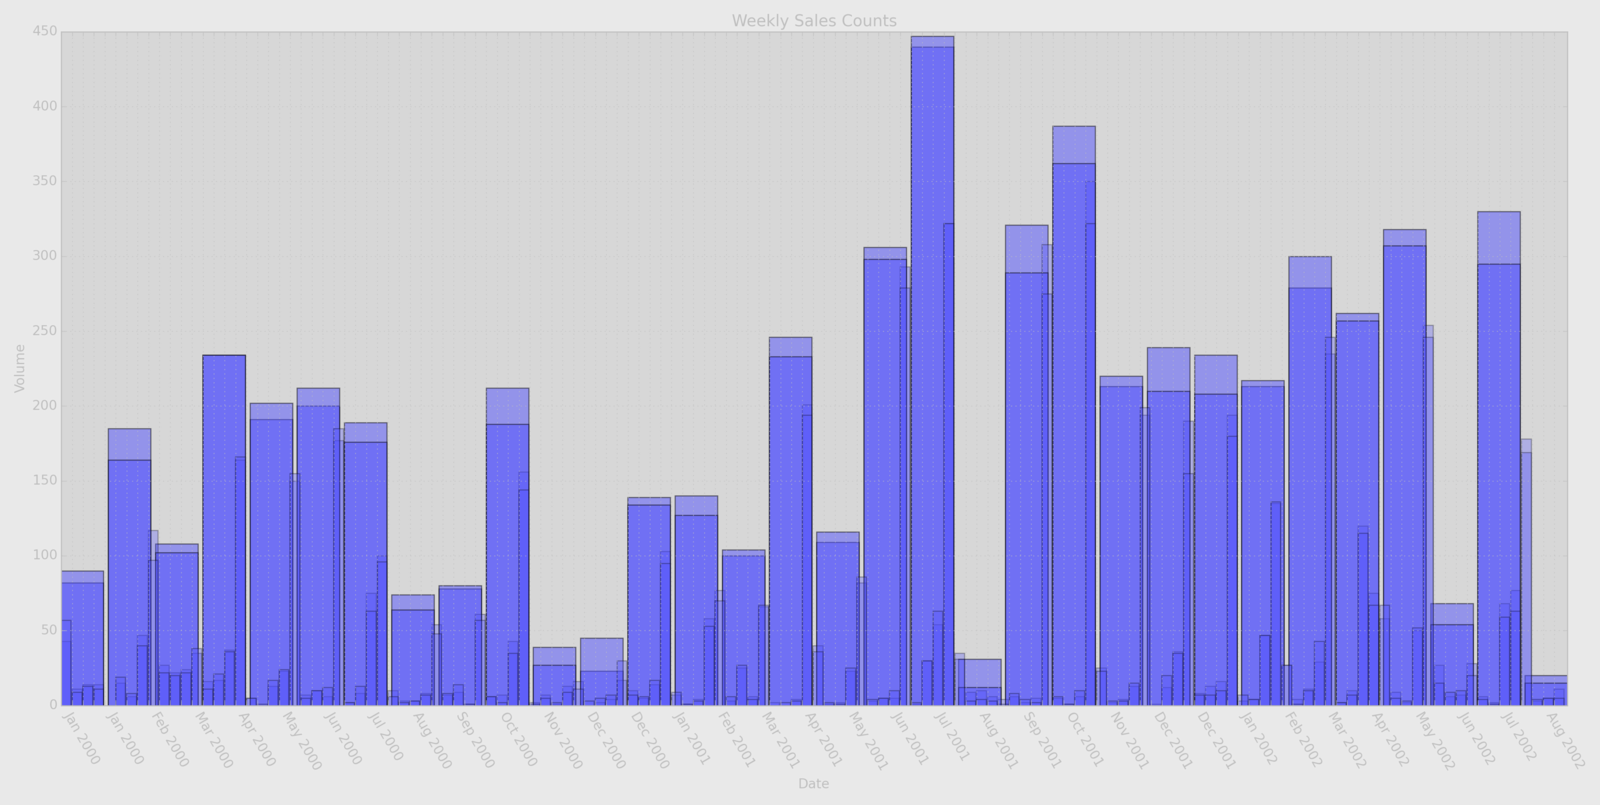 Weekly Sales Counts
450
400
350
300
250
200
150
100
50
0
Volume
Jan 2000
Jan 2000
Feb 2000
Mar 2000
Apr 2000
May 2000
Jun 2000
Jul 2000
Aug 2000
Sep 2000
Oct 2000
Nov 2000
Dec 2000
Dec 2000
Jan 2001
Feb 2001
Mar 2001
Apr 2001
May 2001
Jun 2001
Jul 2001
Aug 2001
Sep 2001
Oct 2001
Nov 2001
Dec 2001
Dec 2001
Jan 2002
Feb 2002
Mar 2002
Apr 2002
May 2002
Jun 2002
Jul 2002
Aug 2002
Date